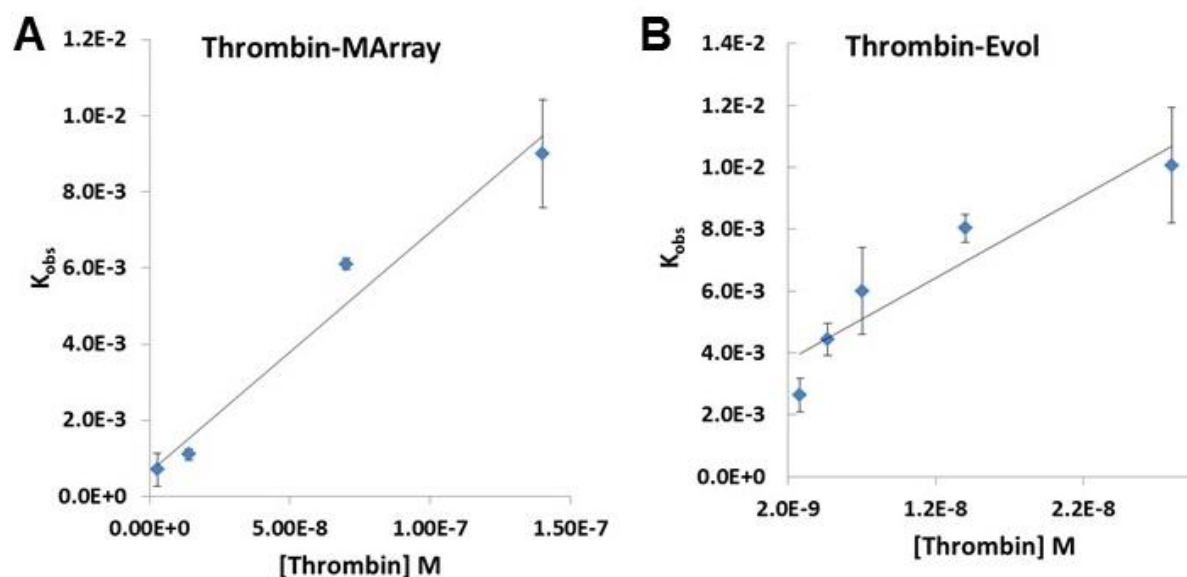 A
Thrombin-MArray
1.2E-2
1.0E-2
8.0E-3
6.0E-3
4.0E-3
2.0E-3
0.0E+0
Kobs
0.00E+0 5.00E-8 1.00E-7 1.50E-7
[Thrombin] M
B
Thrombin-Evol
1.4E-2
1.2E-2
1.0E-2
8.0E-3
6.0E-3
4.0E-3
2.0E-3
0.0E+0
Kobs
2.0E-9 1.2E-8 2.2E-8
[Thrombin] M